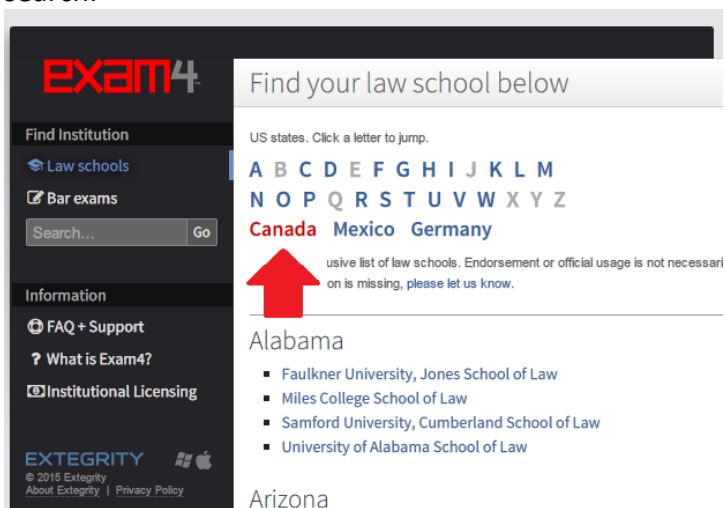 search.
exam4
Find Institution
Law schools
Bar exams
Search... Go
Information
FAQ + Support
? What is Exam4?
Institutional Licensing
EXTEGRITY
© 2015 Extegrity
About Extegrity | Privacy Policy
Find your law school below
US states. Click a letter to jump.
A B C D E F G H I J K L M
N O P Q R S T U V W X Y Z
Canada Mexico Germany
usive list of law schools. Endorsement or official usage is not necessari
on is missing, please let us know.
Alabama
Faulkner University, Jones School of Law
Miles College School of Law
Samford University, Cumberland School of Law
University of Alabama School of Law
Arizona